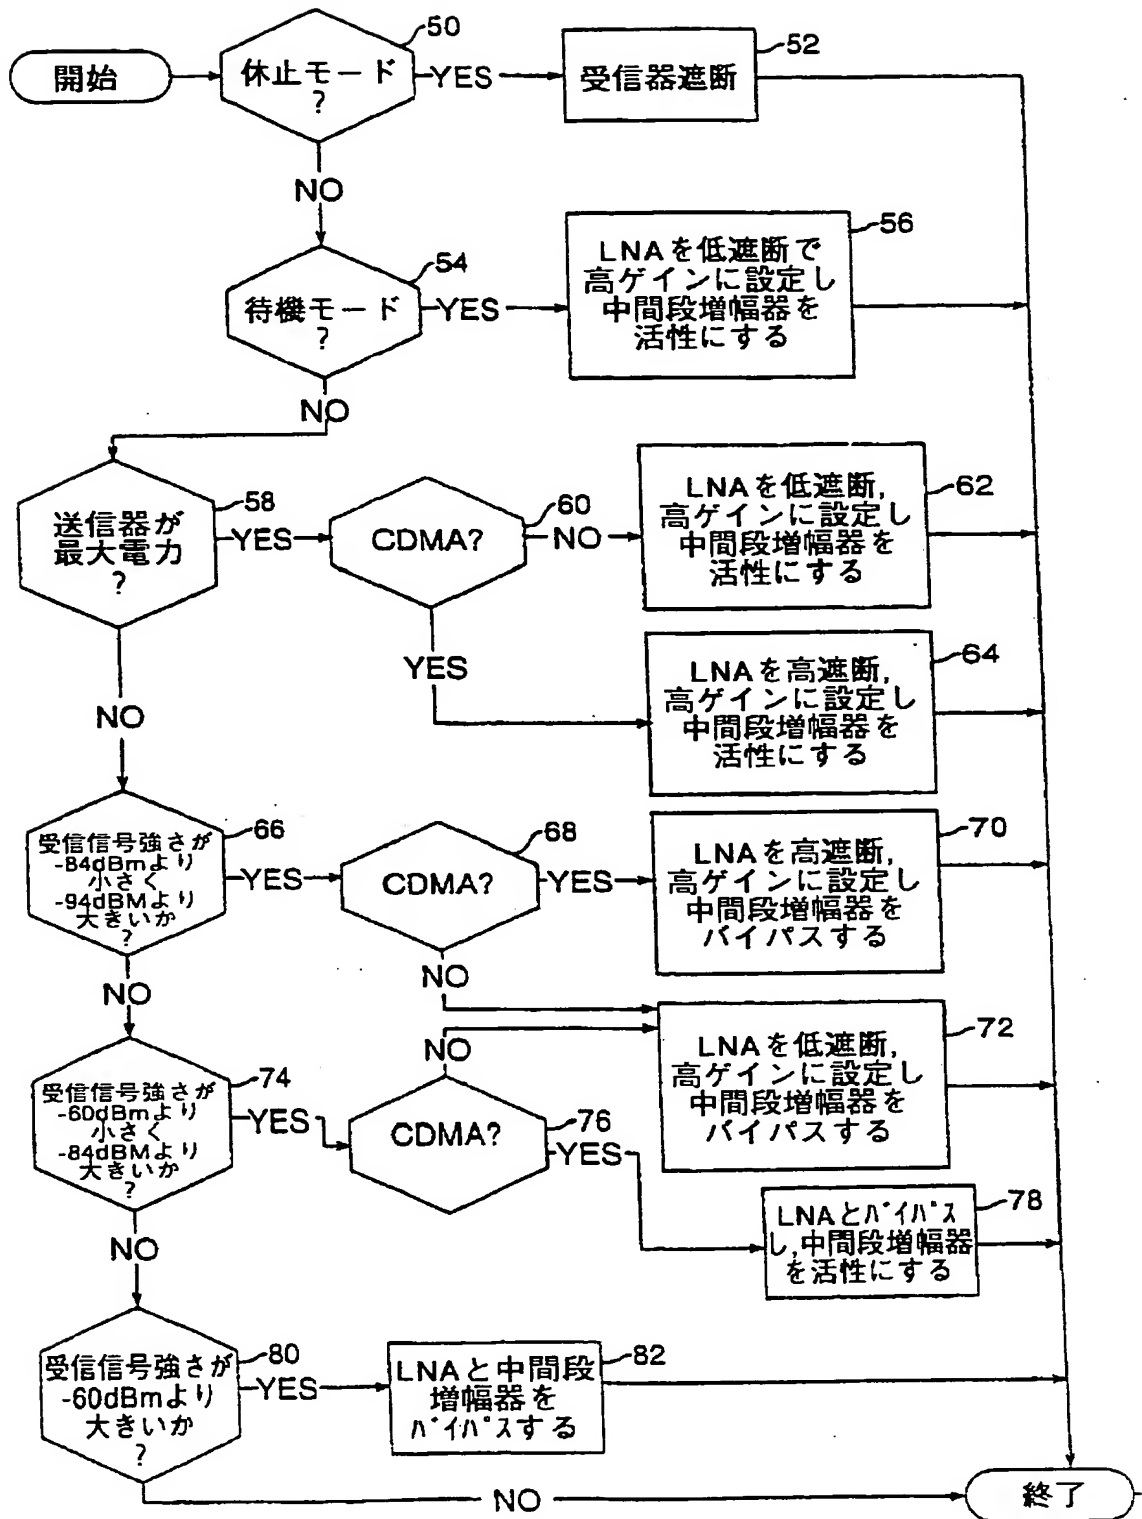 開始
休止モード
?
50
YES
受信器遮断
52
NO
待機モード
?
54
YES
LNAを低遮断で
高ゲインに設定し
中間段増幅器を
活性にする
56
NO
送信器が
最大電力
?
58
YES
CDMA?
60
NO
LNAを低遮断,
高ゲインに設定し
中間段増幅器を
活性にする
62
YES
LNAを高遮断,
高ゲインに設定し
中間段増幅器を
活性にする
64
NO
受信信号強さが
-84dBmより
小さく
-94dBMより
大きいか
?
66
YES
CDMA?
68
YES
LNAを高遮断,
高ゲインに設定し
中間段増幅器を
バイパスする
70
NO
NO
LNAを低遮断,
高ゲインに設定し
中間段増幅器を
バイパスする
72
受信信号強さが
-60dBmより
小さく
-84dBMより
大きいか
?
74
YES
NO
CDMA?
76
YES
LNAとバイパス
し,中間段増幅器
を活性にする
78
NO
受信信号強さが
-60dBmより
大きいか
?
80
YES
LNAと中間段
増幅器を
バイパスする
82
NO
終了